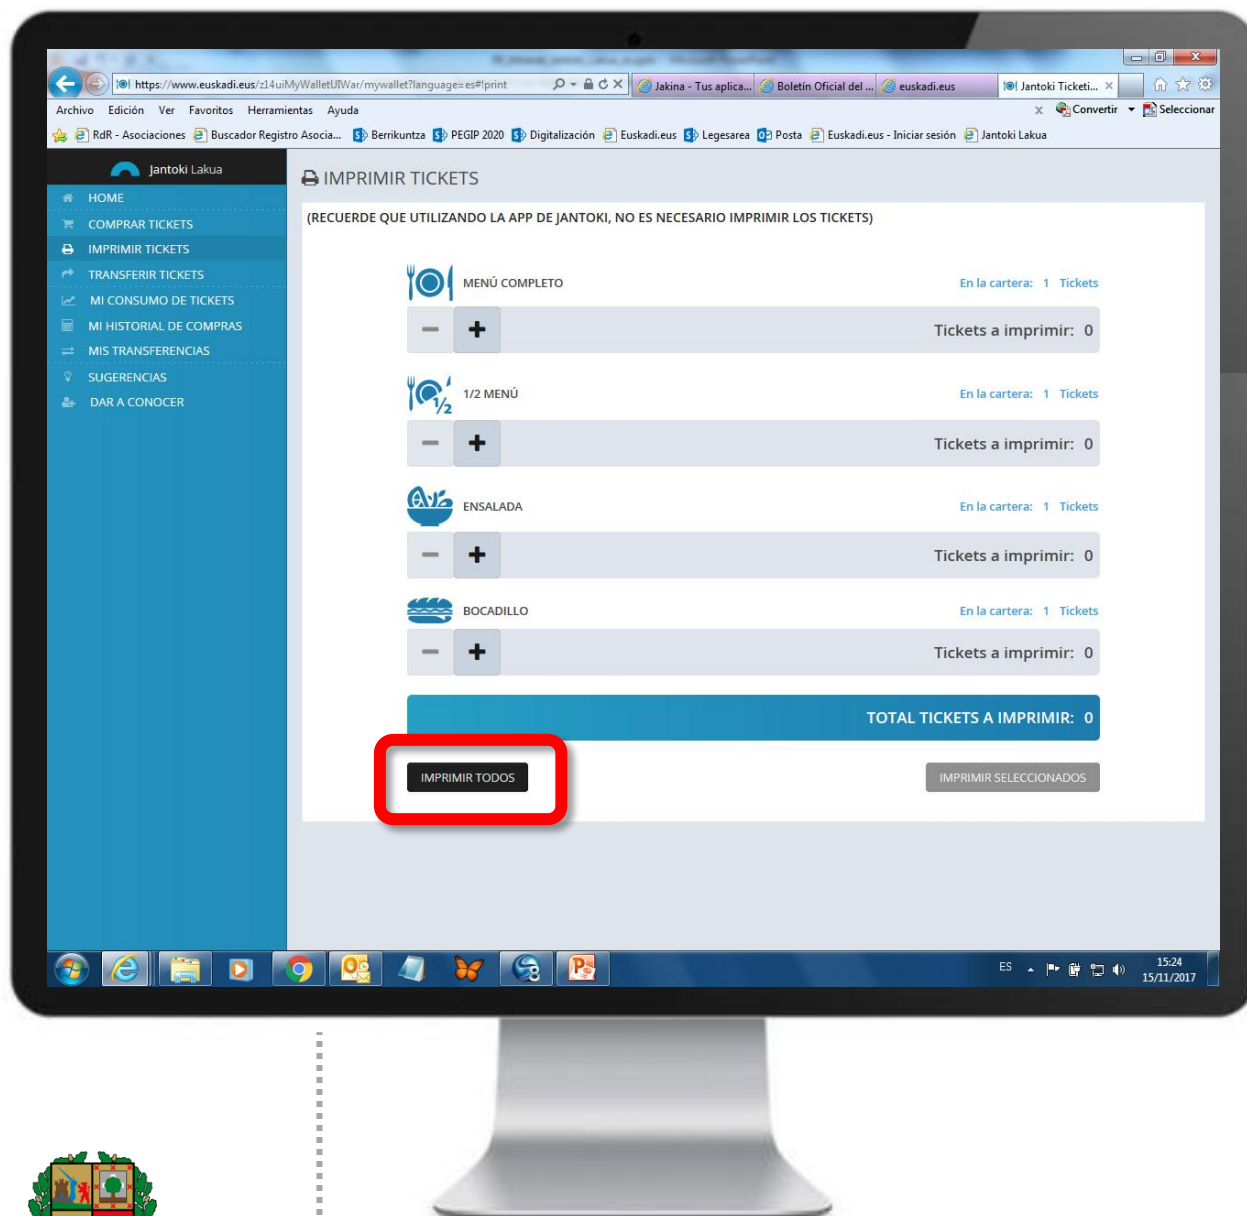 https://www.euskadi.eus/z14uiMyWalletUIWar/mywallet?language=es#!print
Jakina - Tus aplica...
Boletín Oficial del ...
euskadi.eus
Jantoki Ticketi...
Archivo Edición Ver Favoritos Herramientas Ayuda
Convertir
Seleccionar
RdR - Asociaciones
Buscador Registro Asocia...
Berrikuntza
PEGIP 2020
Digitalización
Euskadi.eus
Legesarea
Posta
Euskadi.eus - Iniciar sesión
Jantoki Lakua
Jantoki Lakua
HOME
COMPRAR TICKETS
IMPRIMIR TICKETS
TRANSFERIR TICKETS
MI CONSUMO DE TICKETS
MI HISTORIAL DE COMPRAS
MIS TRANSFERENCIAS
SUGERENCIAS
DAR A CONOCER
IMPRIMIR TICKETS
(RECUERDE QUE UTILIZANDO LA APP DE JANTOKI, NO ES NECESARIO IMPRIMIR LOS TICKETS)
MENÚ COMPLETO
En la cartera: 1 Tickets
Tickets a imprimir: 0
1/2
1/2 MENÚ
En la cartera: 1 Tickets
Tickets a imprimir: 0
ENSALADA
En la cartera: 1 Tickets
Tickets a imprimir: 0
BOCADILLO
En la cartera: 1 Tickets
Tickets a imprimir: 0
TOTAL TICKETS A IMPRIMIR: 0
IMPRIMIR TODOS
IMPRIMIR SELECCIONADOS
ES
15:24
15/11/2017